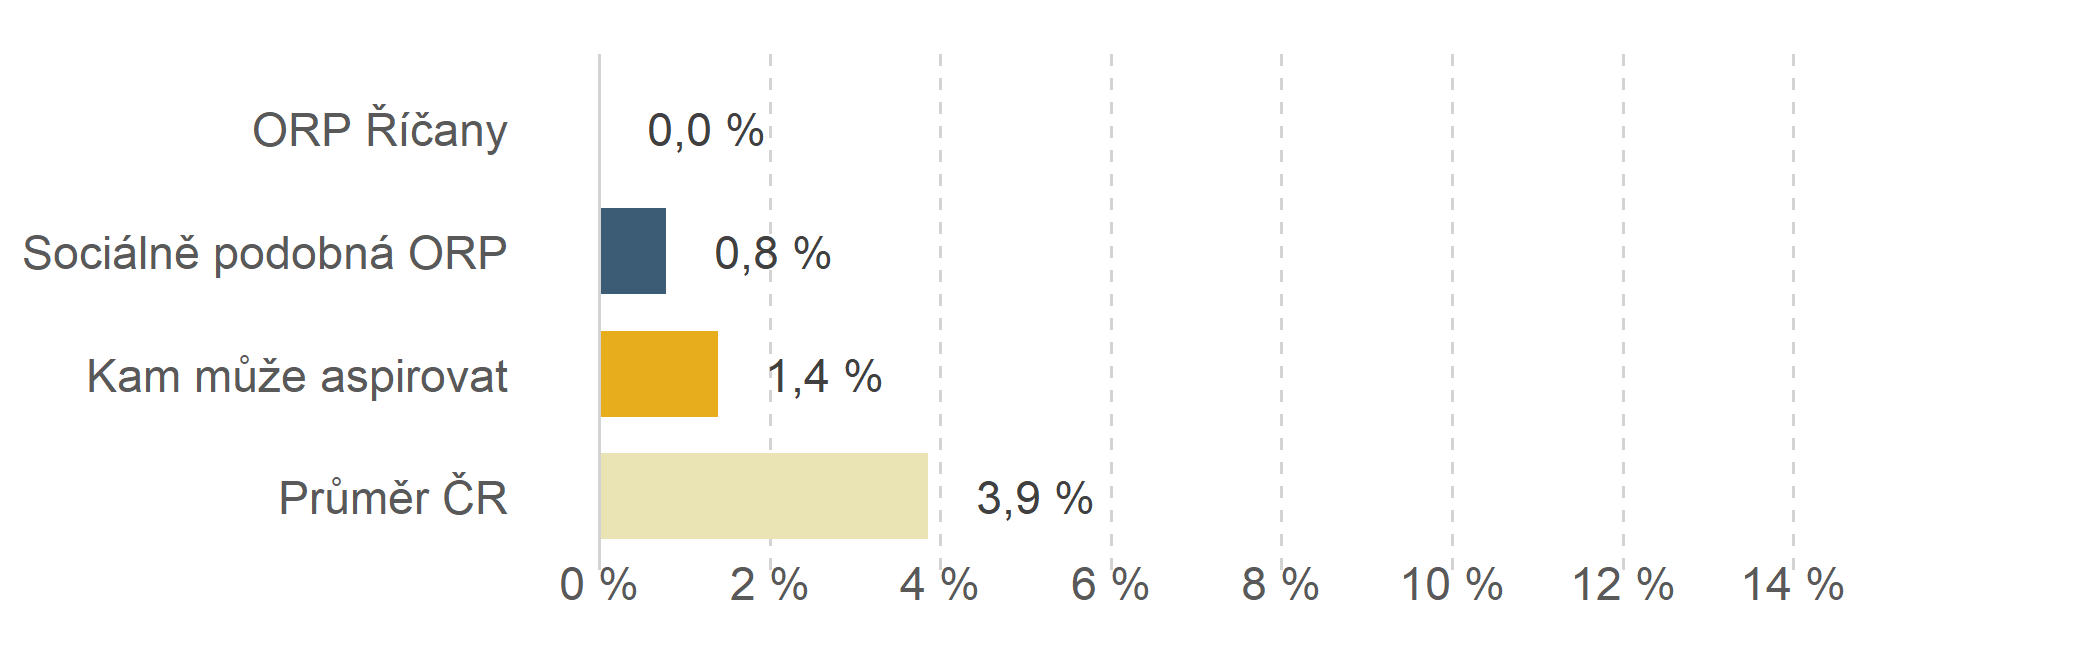 ORP Říčany
0,0 %
Sociálně podobná ORP
0,8 %
Kam může aspirovat
1,4 %
Průměr ČR
3,9 %
0 % 2 % 4 % 6 % 8 % 10 % 12 % 14 %